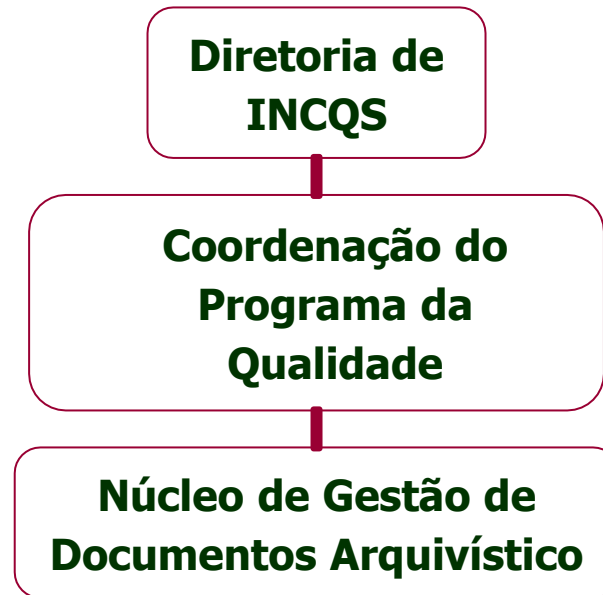 Diretoria de
INCQS
Coordenação do
Programa da
Qualidade
Núcleo de Gestão de
Documentos Arquivístico